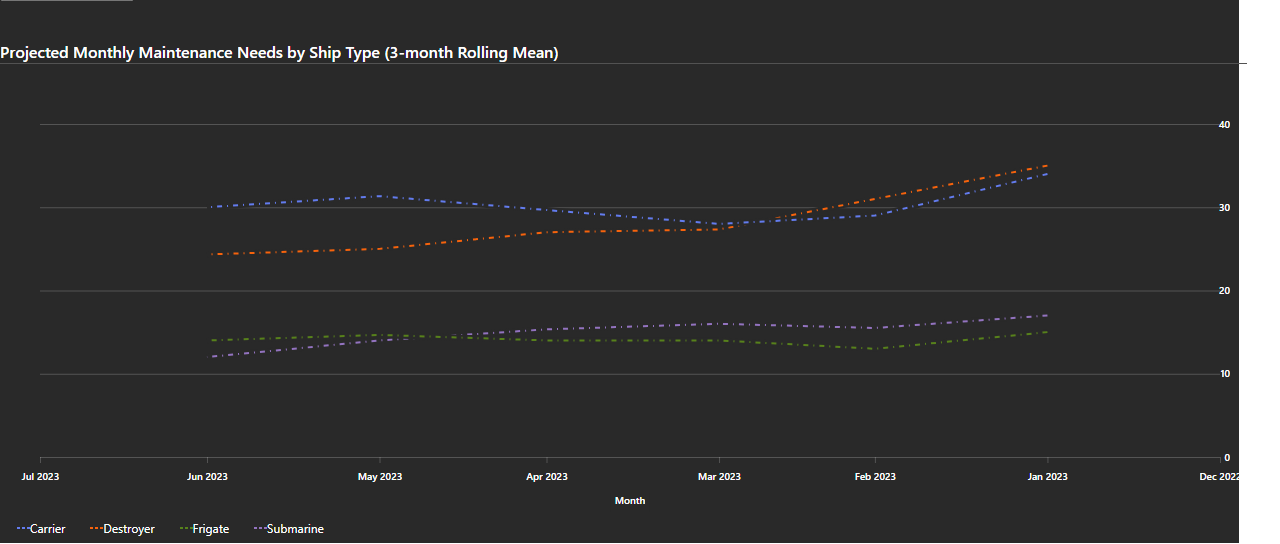 Projected Monthly Maintenance Needs by Ship Type (3-month Rolling Mean)
40
30
20
10
0
Jul 2023 Jun 2023 May 2023 Apr 2023 Mar 2023 Feb 2023 Jan 2023 Dec 2022
Month
Carrier Destroyer Frigate Submarine